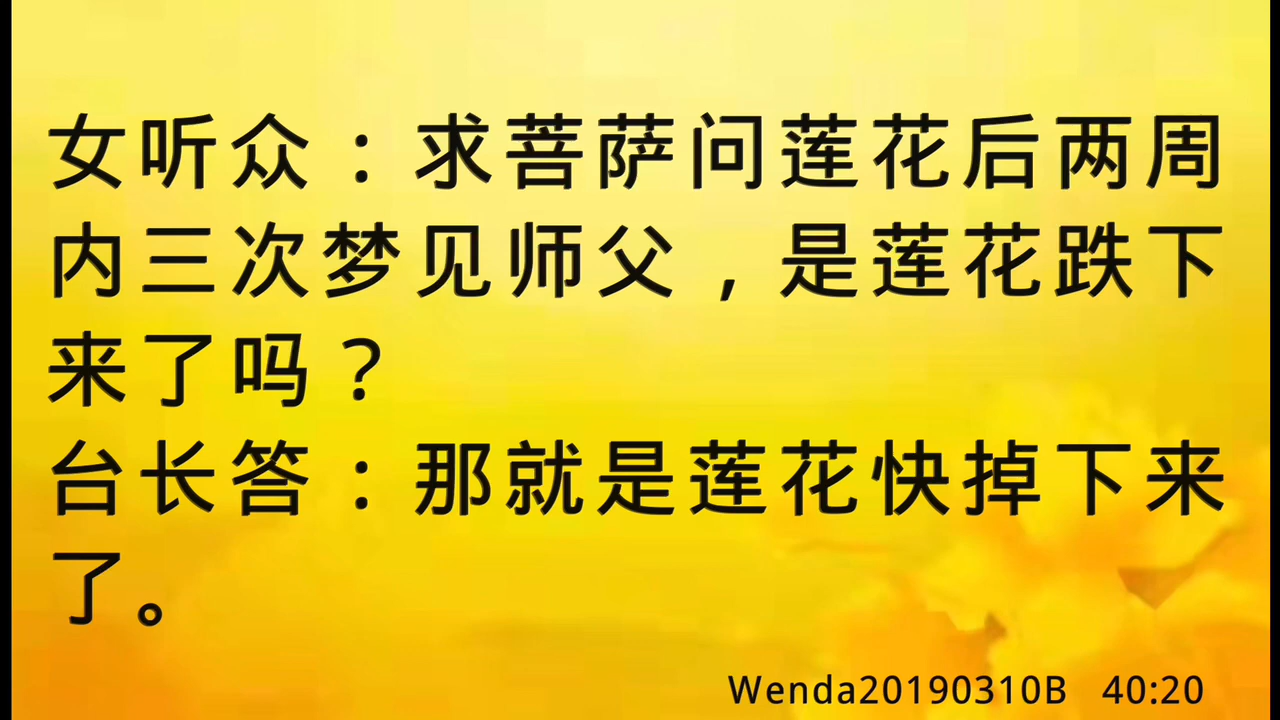 女听众：求菩萨问莲花后两周
内三次梦见师父，是莲花跌下
来了吗？
台长答：那就是莲花快掉下来
了。
Wenda20190310B 40:20